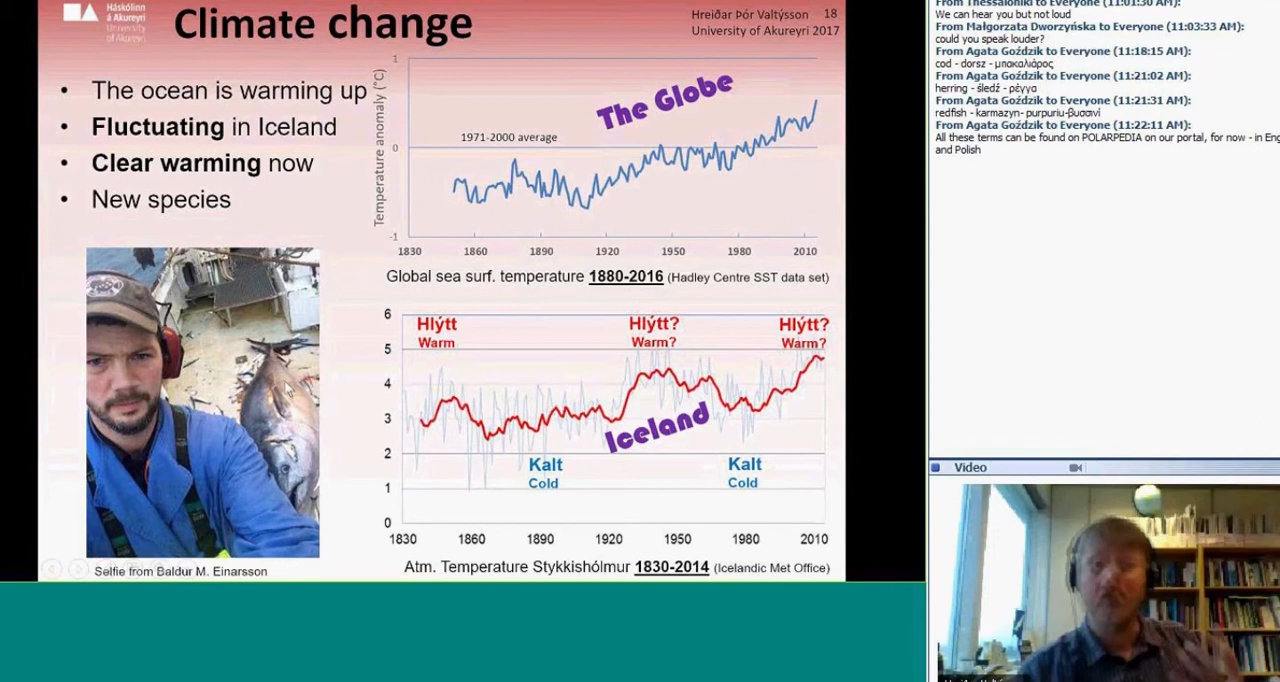 Háskólinn
á Akureyri
University
of Akureyri
Climate change
Hreiðar Þór Valtýsson 18
University of Akureyri 2017
• The ocean is warming up
• Fluctuating in Iceland
• Clear warming now
• New species
Temperature anomaly (°C)
1
0
-1
1971-2000 average
The Globe
1830 1860 1890 1920 1950 1980 2010
Global sea surf. temperature 1880-2016 (Hadley Centre SST data set)
6
5
4
3
2
1
0
Hlýtt
Warm
Hlýtt?
Warm?
Hlýtt?
Warm?
Iceland
Kalt
Cold
Kalt
Cold
1830 1860 1890 1920 1950 1980 2010
Atm. Temperature Stykkishólmur 1830-2014 (Icelandic Met Office)
Selfie from Baldur M. Einarsson
From Thessaloniki to Everyone (11:01:30 AM):
We can hear you but not loud
From Małgorzata Dworzyńska to Everyone (11:03:33 AM):
could you speak louder?
From Agata Goździk to Everyone (11:18:15 AM):
cod - dorsz - μπακαλιάρος
From Agata Goździk to Everyone (11:21:02 AM):
herring - śledź - ρέγγα
From Agata Goździk to Everyone (11:21:31 AM):
redfish - karmazyn- purpuriu-βυσσινί
From Agata Goździk to Everyone (11:22:11 AM):
All these terms can be found on POLARPEDIA on our portal, for now - in Eng
and Polish
Video